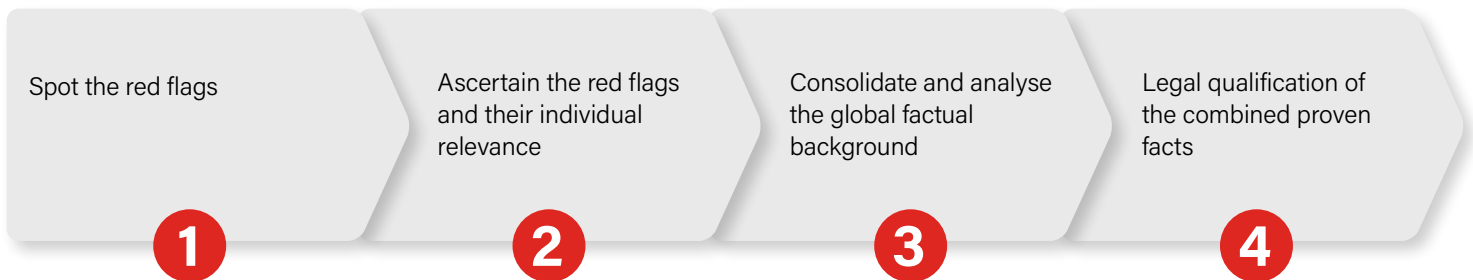 Spot the red flags
1
Ascertain the red flags
and their individual
relevance
2
Consolidate and analyse
the global factual
background
3
Legal qualification of
the combined proven
facts
4